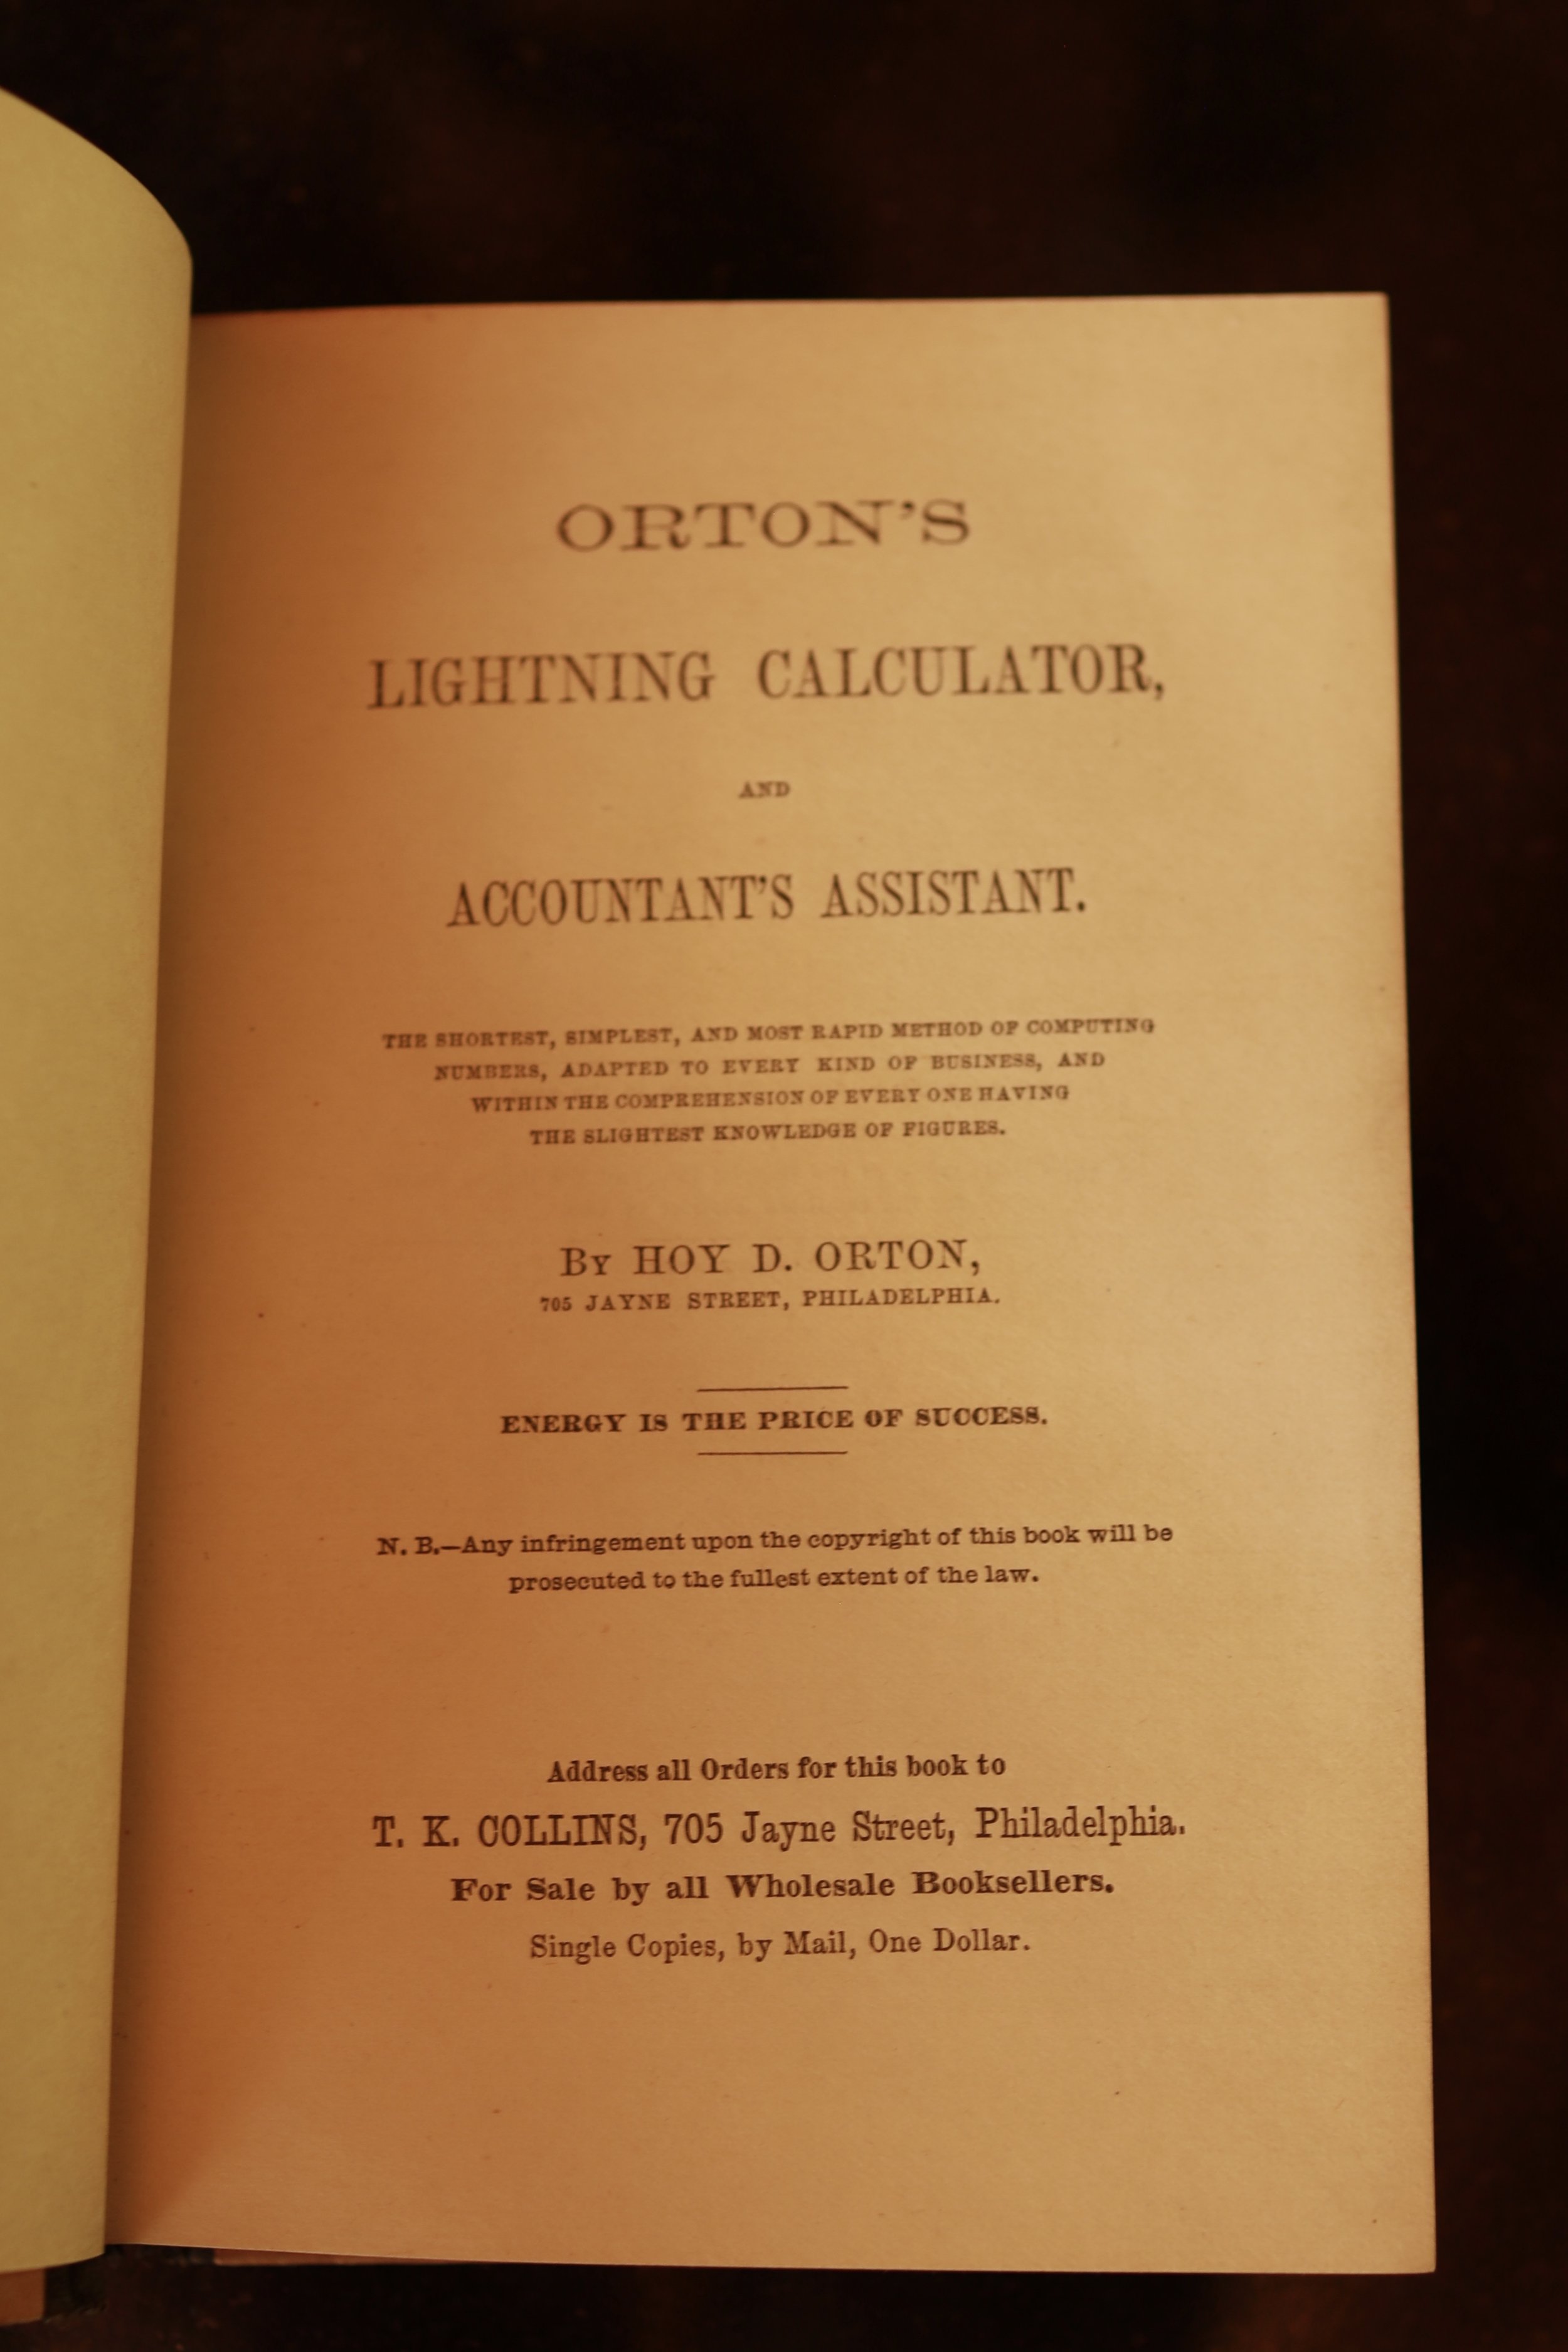 ORTON'S
LIGHTNING CALCULATOR,
AND
ACCOUNTANT'S ASSISTANT.
THE SHORTEST, SIMPLEST, AND MOST RAPID METHOD OF COMPUTING
NUMBERS, ADAPTED TO EVERY KIND OF BUSINESS, AND
WITHIN THE COMPREHENSION OF EVERY ONE HAVING
THE SLIGHTEST KNOWLEDGE OF FIGURES.
By HOY D. ORTON,
705 JAYNE STREET, PHILADELPHIA.
ENERGY IS THE PRICE OF SUCCESS.
N. B.—Any infringement upon the copyright of this book will be
prosecuted to the fullest extent of the law.
Address all Orders for this book to
T. K. COLLINS, 705 Jayne Street, Philadelphia.
For Sale by all Wholesale Booksellers.
Single Copies, by Mail, One Dollar.